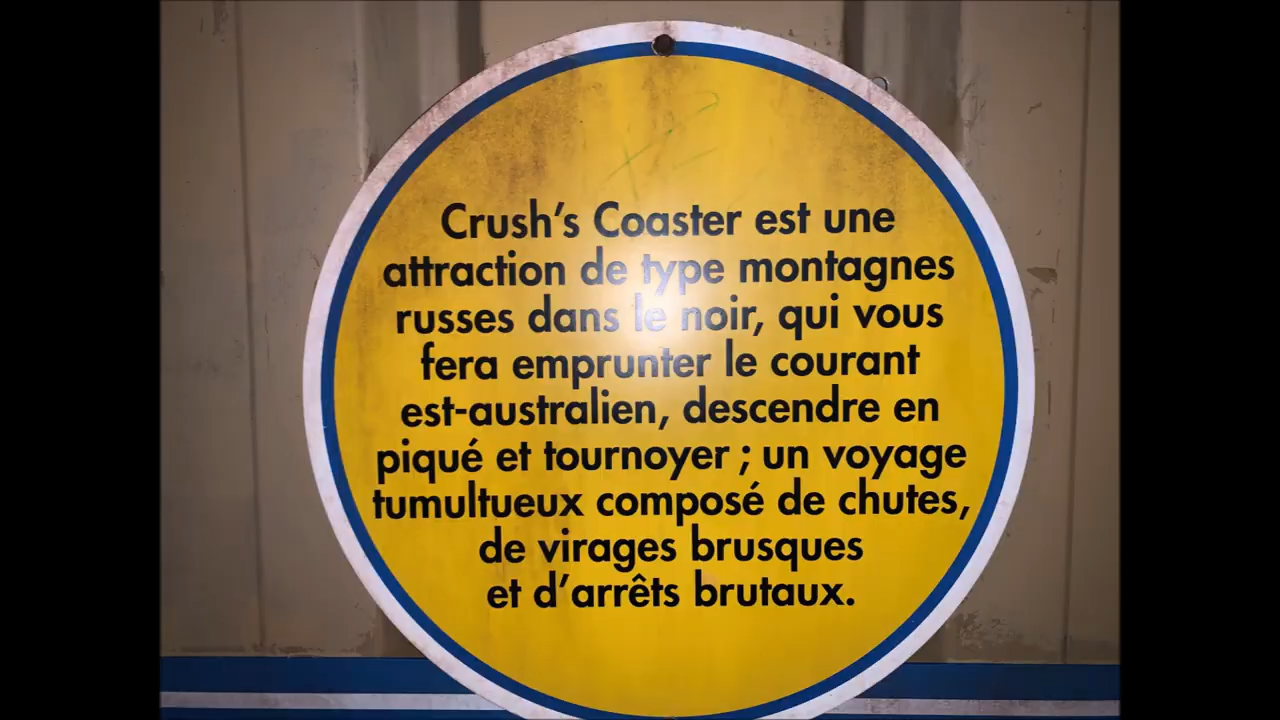 Crush's Coaster est une
attraction de type montagnes
russes dans le noir, qui vous
fera emprunter le courant
est-australien, descendre en
piqué et tournoyer ; un voyage
tumultueux composé de chutes,
de virages brusques
et d'arrêts brutaux.